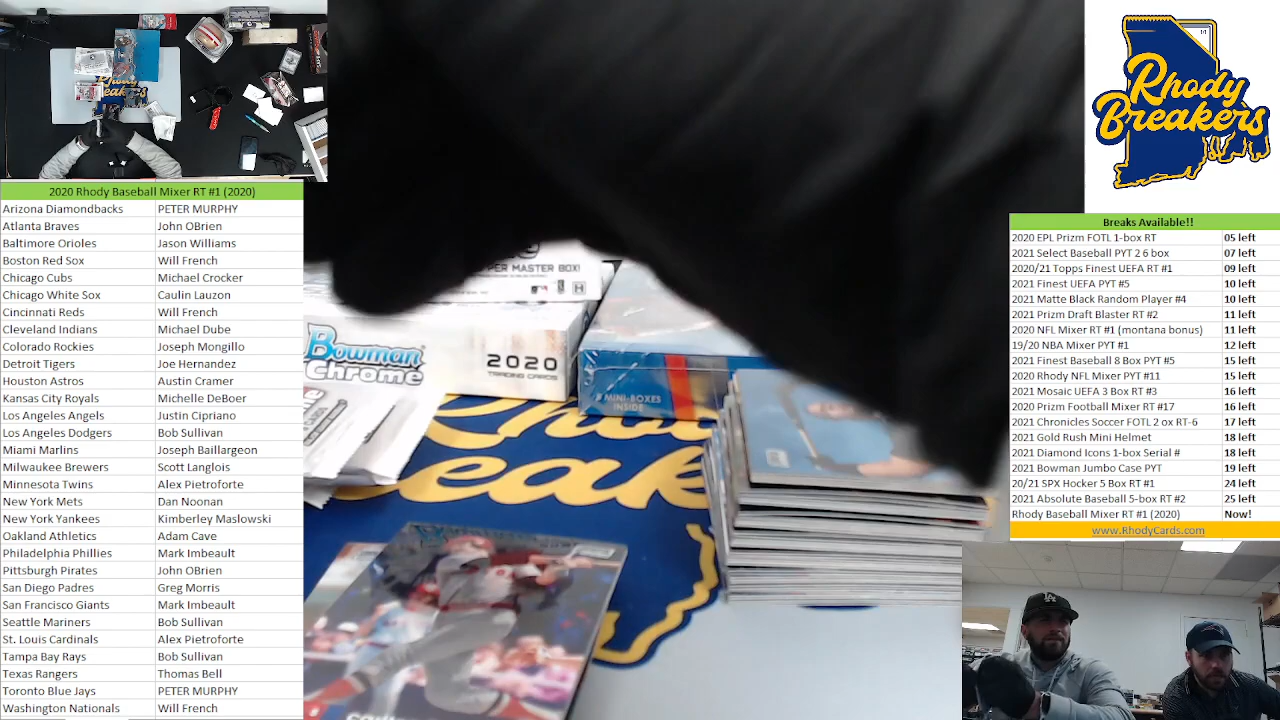 2020 Rhody Baseball Mixer RT #1 (2020)
Arizona Diamondbacks PETER MURPHY
Atlanta Braves John OBrien
Baltimore Orioles Jason Williams
Boston Red Sox Will French
Chicago Cubs Michael Crocker
Chicago White Sox Caulin Lauzon
Cincinnati Reds Will French
Cleveland Indians Michael Dube
Colorado Rockies Joseph Mongillo
Detroit Tigers Joe Hernandez
Houston Astros Austin Cramer
Kansas City Royals Michelle DeBoer
Los Angeles Angels Justin Cipriano
Los Angeles Dodgers Bob Sullivan
Miami Marlins Joseph Baillargeon
Milwaukee Brewers Scott Langlois
Minnesota Twins Alex Pietroforte
New York Mets Dan Noonan
New York Yankees Kimberley Maslowski
Oakland Athletics Adam Cave
Philadelphia Phillies Mark Imbeault
Pittsburgh Pirates John OBrien
San Diego Padres Greg Morris
San Francisco Giants Mark Imbeault
Seattle Mariners Bob Sullivan
St. Louis Cardinals Alex Pietroforte
Tampa Bay Rays Bob Sullivan
Texas Rangers Thomas Bell
Toronto Blue Jays PETER MURPHY
Washington Nationals Will French
PER MASTER BOX!
Bowman
Chrome
2020
TRADING CARDS
MINI-BOXES
INSIDE
Rhody
Breakers
Breaks Available!!
2020 EPL Prizm FOTL 1-box RT 05 left
2021 Select Baseball PYT 2 6 box 07 left
2020/21 Topps Finest UEFA RT #1 09 left
2021 Finest UEFA PYT #5 10 left
2021 Matte Black Random Player #4 10 left
2021 Prizm Draft Blaster RT #2 11 left
2020 NFL Mixer RT #1 (montana bonus) 11 left
19/20 NBA Mixer PYT #1 12 left
2021 Finest Baseball 8 Box PYT #5 15 left
2020 Rhody NFL Mixer PYT #11 15 left
2021 Mosaic UEFA 3 Box RT #3 16 left
2020 Prizm Football Mixer RT #17 16 left
2021 Chronicles Soccer FOTL 2 ox RT-6 17 left
2021 Gold Rush Mini Helmet 18 left
2021 Diamond Icons 1-box Serial # 18 left
2021 Bowman Jumbo Case PYT 19 left
20/21 SPX Hocker 5 Box RT #1 24 left
2021 Absolute Baseball 5-box RT #2 25 left
Rhody Baseball Mixer RT #1 (2020) Now!
www.RhodyCards.com